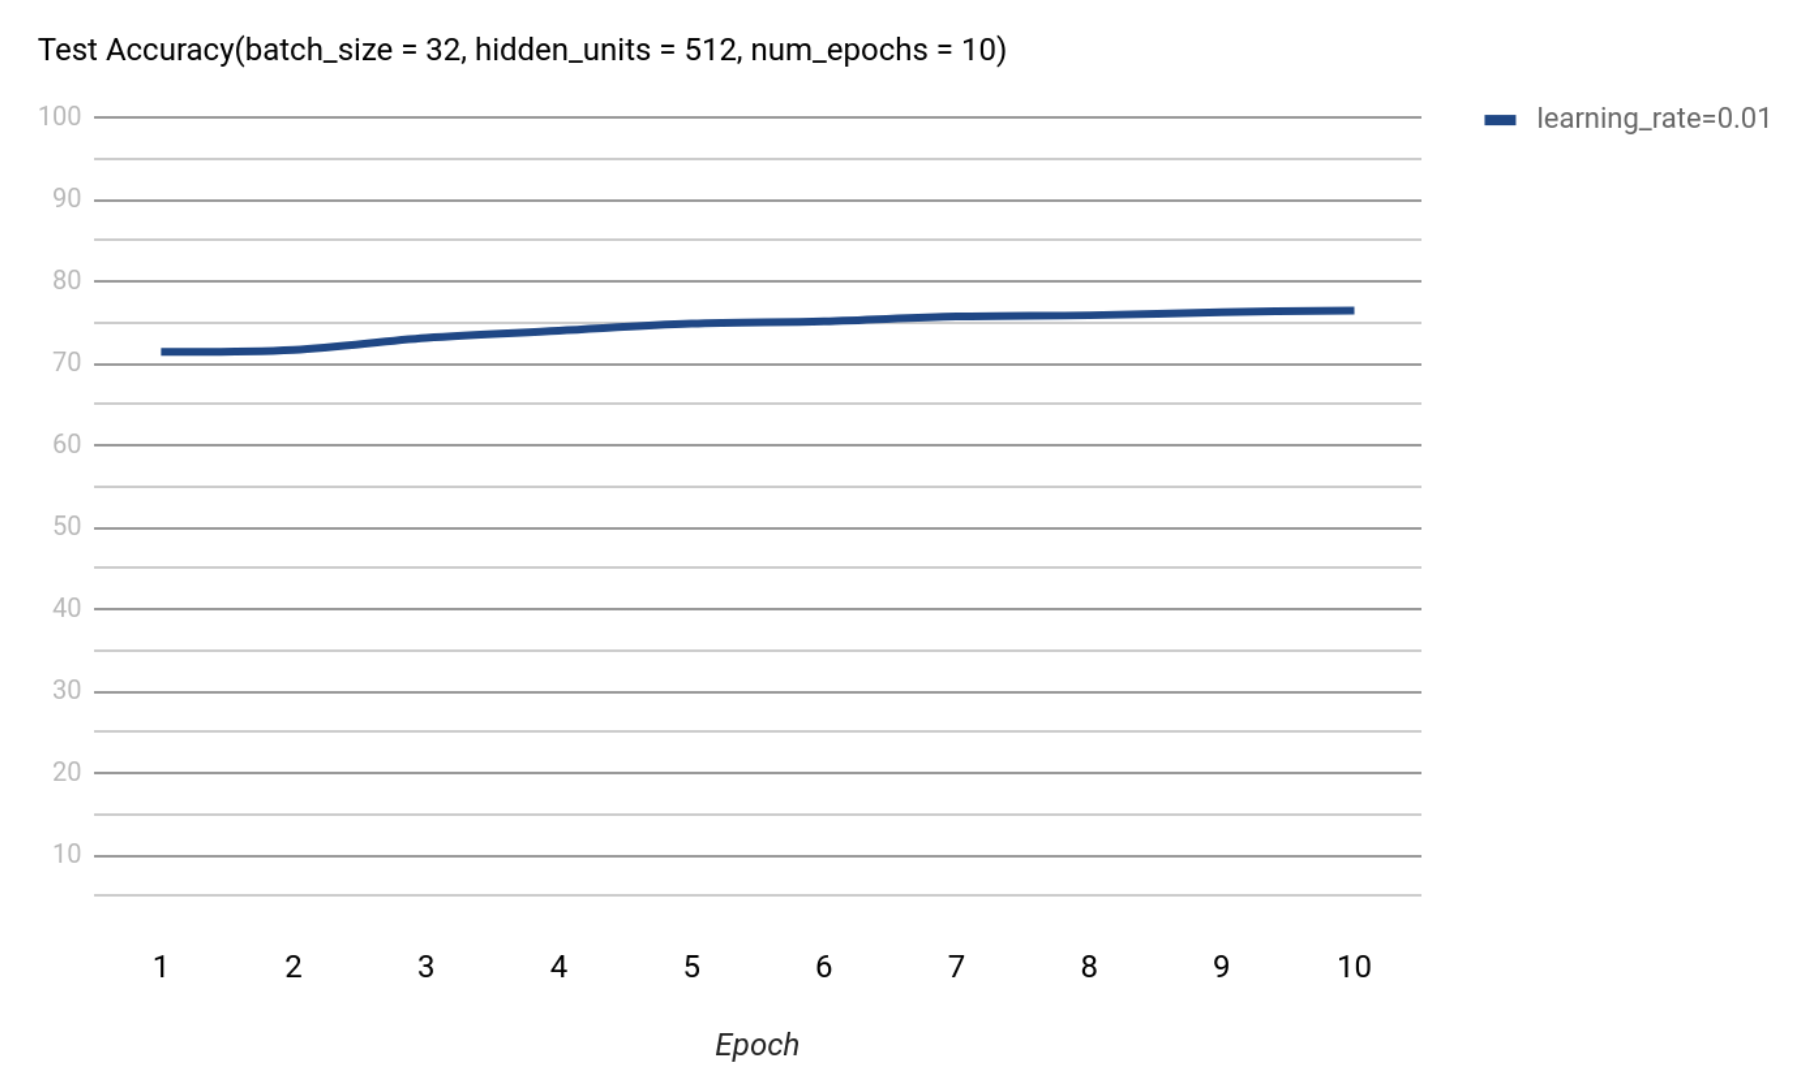 Test Accuracy(batch_size = 32, hidden_units = 512, num_epochs = 10)
learning_rate=0.01
100
90
80
70
60
50
40
30
20
10
1 2 3 4 5 6 7 8 9 10
Epoch